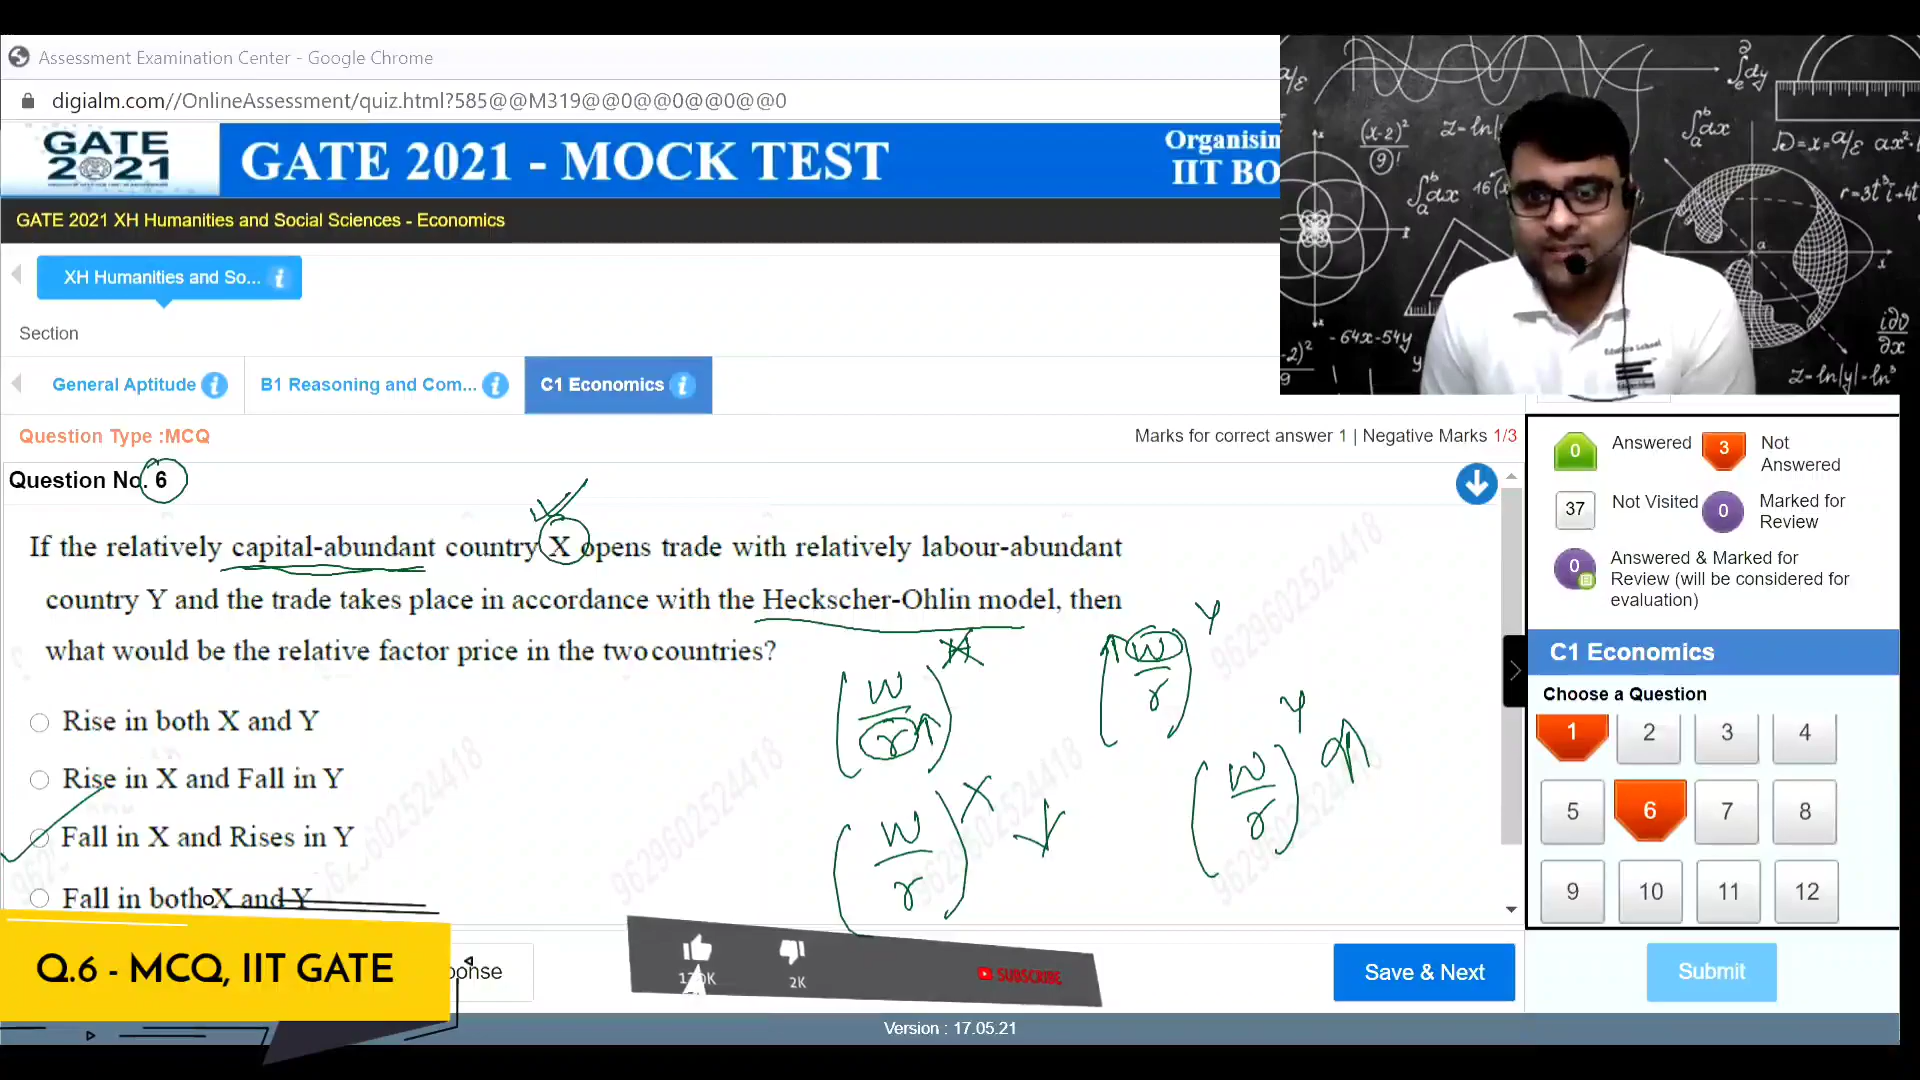 Assessment Examination Center - Google Chrome
digialm.com//OnlineAssessment/quiz.html?585@@M319@@0@@0@@0@@0
GATE
2021
GATE 2021 - MOCK TEST
Organisin
IIT BO
GATE 2021 XH Humanities and Social Sciences - Economics
XH Humanities and So... i
Section
General Aptitude i
B1 Reasoning and Com... i
C1 Economics i
Question Type :MCQ
Marks for correct answer 1 | Negative Marks 1/3
Question No. 6
If the relatively capital-abundant country X opens trade with relatively labour-abundant
country Y and the trade takes place in accordance with the Heckscher-Ohlin model, then
what would be the relative factor price in the two countries?
Rise in both X and Y
Rise in X and Fall in Y
Fall in X and Rises in Y
Fall in both X and Y
(w/r↑)
(↑w/r) Y
(w/r) X ↓
(w/r) Y ↑
9629602524418
Q.6 - MCQ, IIT GATE
ponse
2K
SUBSCRIBE
Save & Next
Submit
Version : 17.05.21
0 Answered
3 Not Answered
37 Not Visited
0 Marked for Review
0 Answered & Marked for Review (will be considered for evaluation)
C1 Economics
Choose a Question
1 2 3 4
5 6 7 8
9 10 11 12